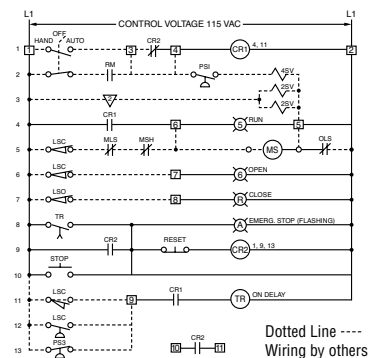 L1 L1
CONTROL VOLTAGE 115 VAC
OFF
HAND AUTO CR2
1 1 3 4 CR1 4, 11 2
PSI 4SV
2 RM
2SV
3 2
2SV
CR1
4 6 5 RUN 5
LSC MLS MSH OLS
5 MS
LSC
6 7 6 OPEN
LSO
7 8 R CLOSE
TR
8 A EMERG. STOP (FLASHING)
CR2 RESET
9 CR2 1, 9, 13
STOP
10
LSC CR1
11 9 TR ON DELAY
LSC
12
PS3 CR2
13 10 11
Dotted Line ----
Wiring by others